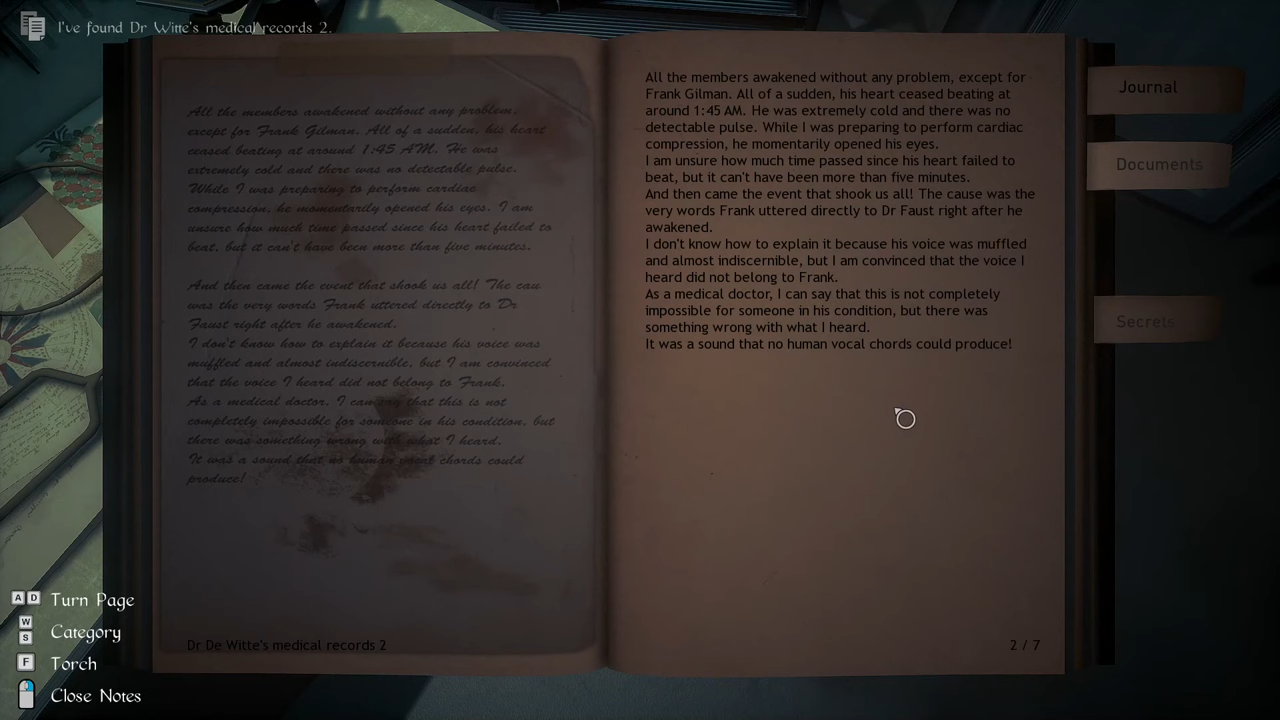 I've found Dr Witte's medical records 2.
All the members awakened without any problem,
except for Frank Gilman. All of a sudden, his heart
ceased beating at around 1:45 AM. He was
extremely cold and there was no detectable pulse.
While I was preparing to perform cardiac
compression, he momentarily opened his eyes. I am
unsure how much time passed since his heart failed to
beat, but it can't have been more than five minutes.
And then came the event that shook us all! The cau
was the very words Frank uttered directly to Dr
Faust right after he awakened.
I don't know how to explain it because his voice was
muffled and almost indiscernible, but I am convinced
that the voice I heard did not belong to Frank.
As a medical doctor, I can say that this is not
completely impossible for someone in his condition, but
there was something wrong with what I heard.
It was a sound that no human vocal chords could
produce!
Dr De Witte's medical records 2
All the members awakened without any problem, except for
Frank Gilman. All of a sudden, his heart ceased beating at
around 1:45 AM. He was extremely cold and there was no
detectable pulse. While I was preparing to perform cardiac
compression, he momentarily opened his eyes.
I am unsure how much time passed since his heart failed to
beat, but it can't have been more than five minutes.
And then came the event that shook us all! The cause was the
very words Frank uttered directly to Dr Faust right after he
awakened.
I don't know how to explain it because his voice was muffled
and almost indiscernible, but I am convinced that the voice I
heard did not belong to Frank.
As a medical doctor, I can say that this is not completely
impossible for someone in his condition, but there was
something wrong with what I heard.
It was a sound that no human vocal chords could produce!
2 / 7
Journal
Documents
Secrets
A D Turn Page
W S Category
F Torch
Close Notes